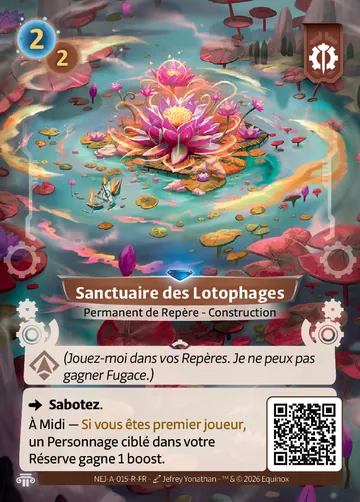 2
2
Sanctuaire des Lotophages
Permanent de Repère - Construction
(Jouez-moi dans vos Repères. Je ne peux pas
gagner Fugace.)
Sabotez.
À Midi — Si vous êtes premier joueur,
un Personnage ciblé dans votre
Réserve gagne 1 boost.
NEJ-A-015-R-FR - Jefrey Yonathan - ™ & © 2026 Equinox